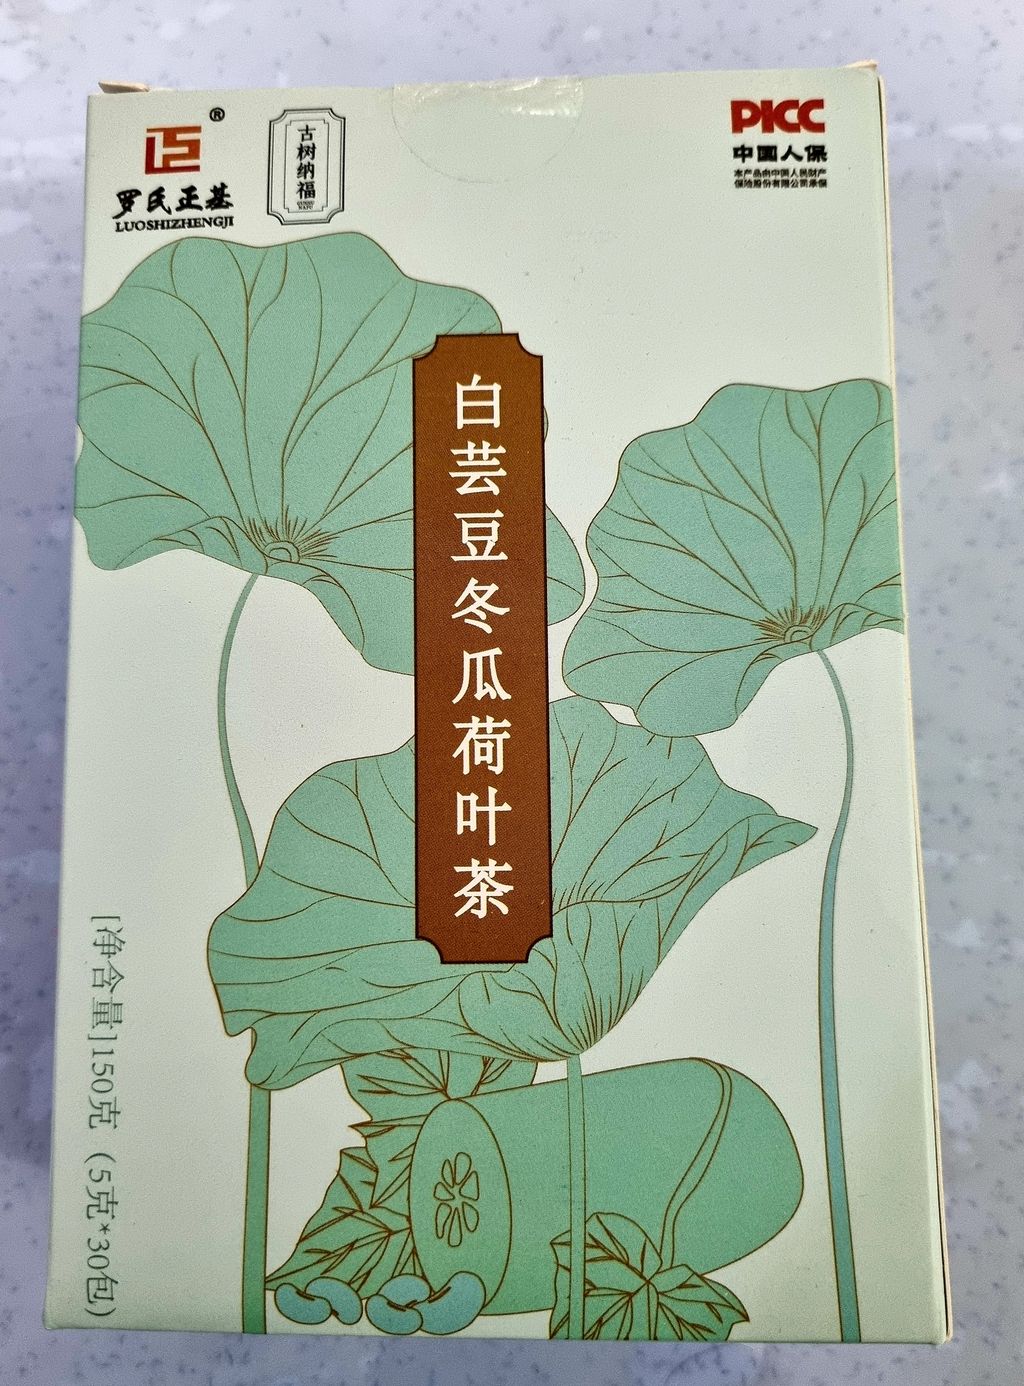 ®
罗氏正基
LUOSHIZHENGJI
古树纳福
GUSHU
NAFU
PICC
中国人保
本产品由中国人民财产
保险股份有限公司承保
白芸豆冬瓜荷叶茶
[净含量]150克（5克*30包）